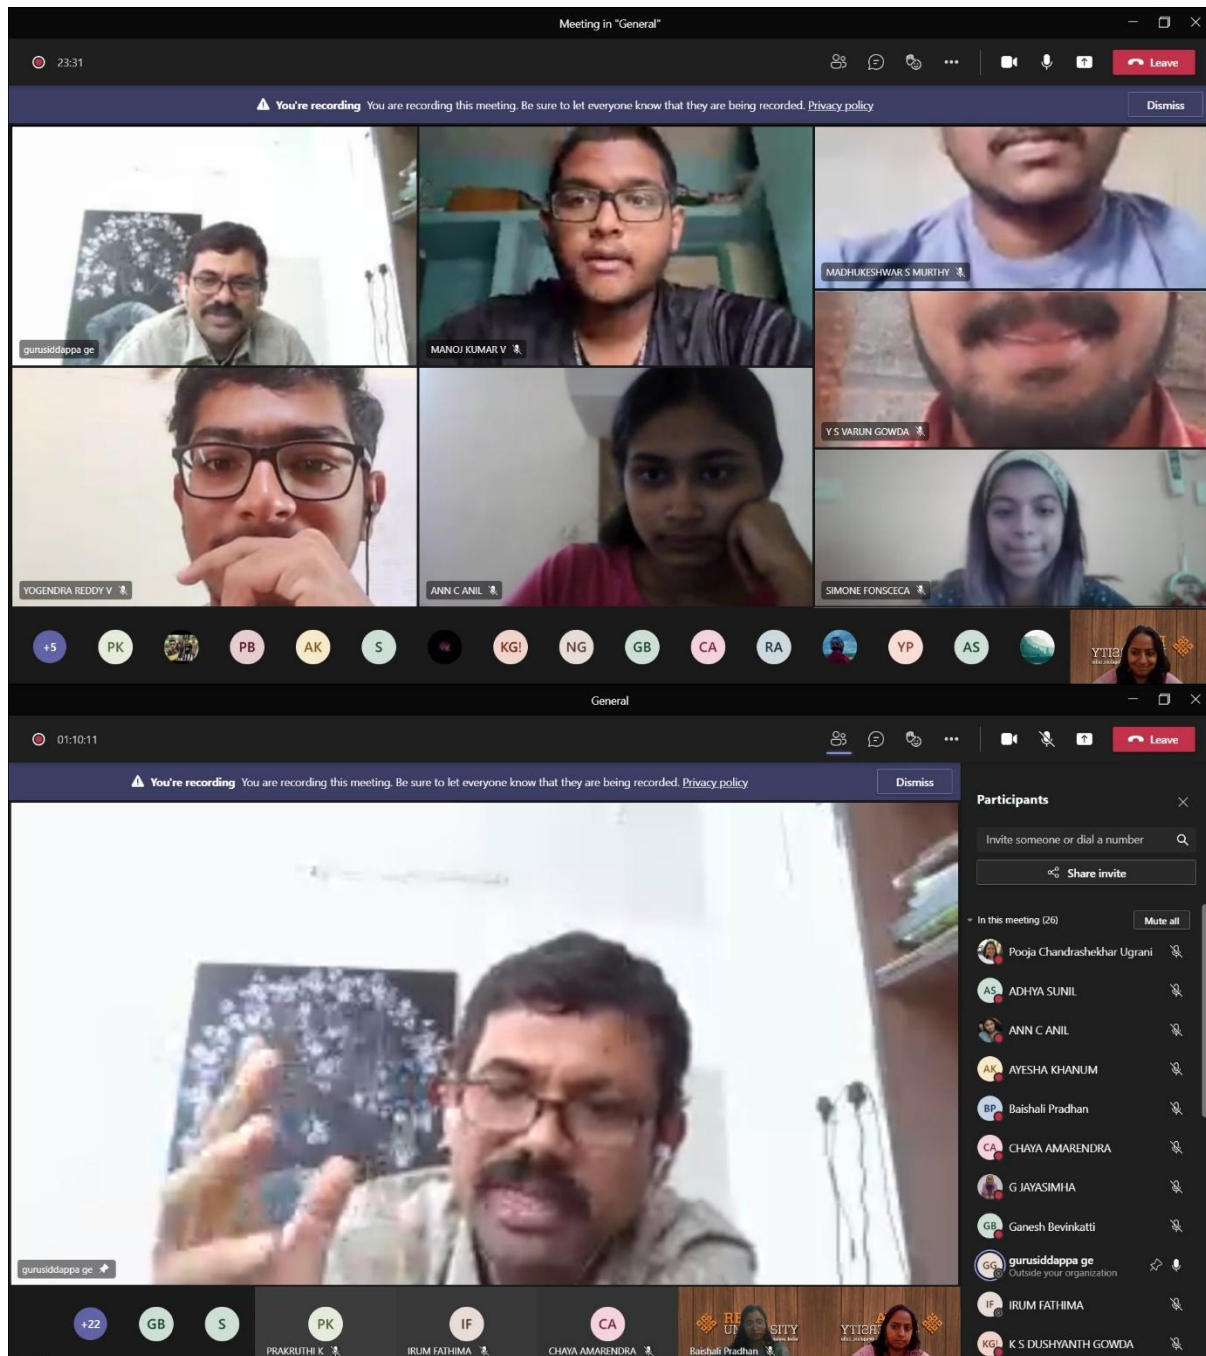 Meeting in "General"
23:31
Leave
You're recording You are recording this meeting. Be sure to let everyone know that they are being recorded. Privacy policy
Dismiss
gurusiddappa ge
MANOJ KUMAR V
MADHUKESHWAR S MURTHY
Y S VARUN GOWDA
YOGENDRA REDDY V
ANN C ANIL
SIMONE FONSCECA
+5
PK
PB
AK
S
KG!
NG
GB
CA
RA
YP
AS
General
01:10:11
Leave
You're recording You are recording this meeting. Be sure to let everyone know that they are being recorded. Privacy policy
Dismiss
Participants
Invite someone or dial a number
Share invite
In this meeting (26)
Mute all
Pooja Chandrashekhar Ugrani
AS ADHYA SUNIL
ANN C ANIL
AK AYESHA KHANUM
BP Baishali Pradhan
CA CHAYA AMARENDRA
G JAYASIMHA
GB Ganesh Bevinkatti
GG gurusiddappa ge
Outside your organization
IF IRUM FATHIMA
KG! K S DUSHYANTH GOWDA
gurusiddappa ge
+22
GB
S
PK
PRAKRUTHI K
IF
IRUM FATHIMA
CA
CHAYA AMARENDRA
Baishali Pradhan